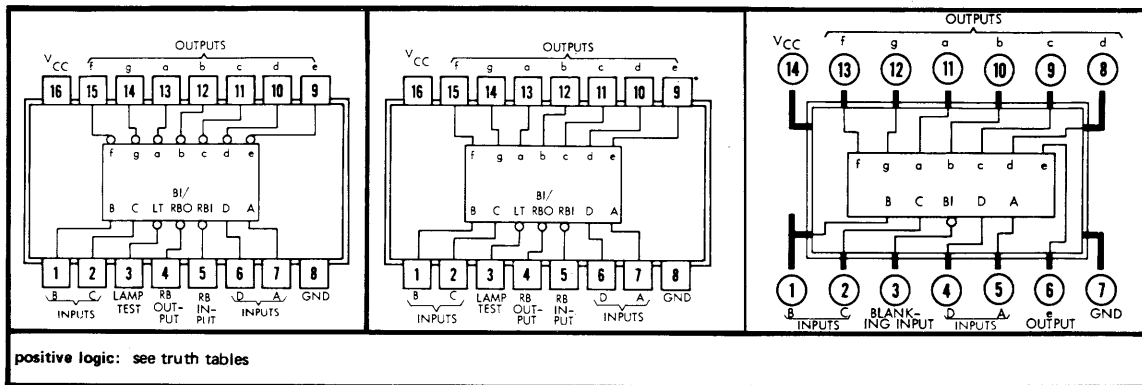 OUTPUTS
VCC f g a b c d e
16 15 14 13 12 11 10 9
f g a b c d e
BI/
B C LT RBO RBI D A
1 2 3 4 5 6 7 8
B C LAMP TEST RB OUT-PUT RB IN-PUT D A GND
INPUTS INPUTS
OUTPUTS
VCC f g a b c d e
16 15 14 13 12 11 10 9
f g a b c d e
BI/
B C LT RBO RBI D A
1 2 3 4 5 6 7 8
B C LAMP TEST RB OUT-PUT RB IN-PUT D A GND
INPUTS INPUTS
OUTPUTS
VCC f g a b c d
14 13 12 11 10 9 8
f g a b c d e
B C BI D A
1 2 3 4 5 6 7
B C BLANK-ING INPUT D A e OUTPUT GND
INPUTS INPUTS
positive logic: see truth tables